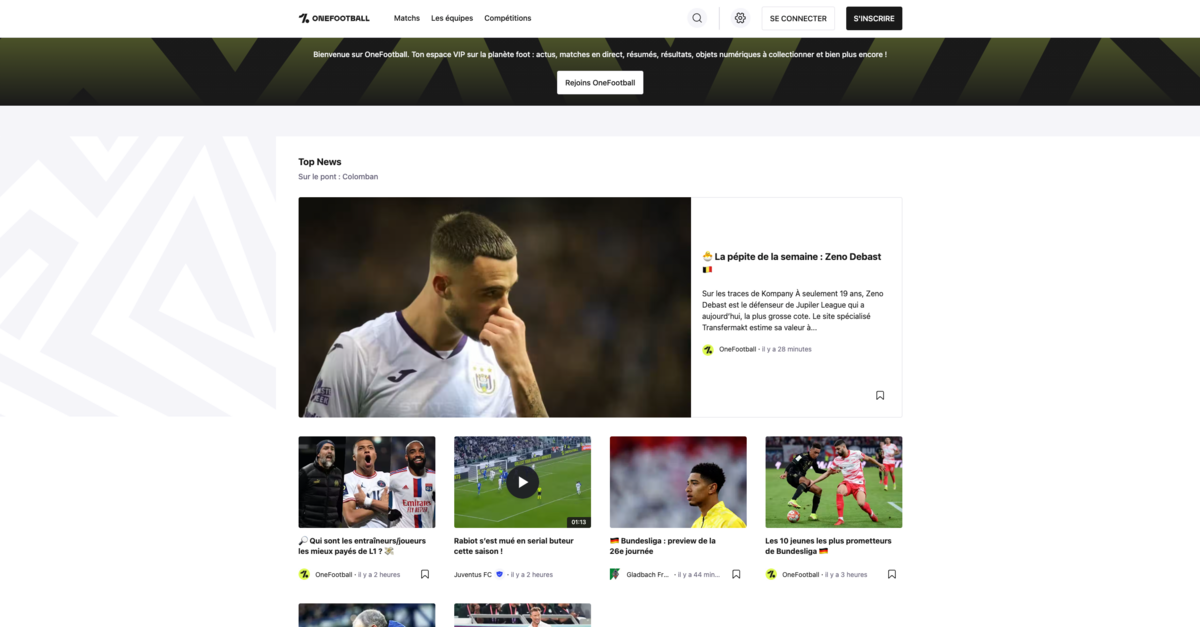 ONEFOOTBALL
Matchs Les équipes Compétitions
SE CONNECTER
S'INSCRIRE
Bienvenue sur OneFootball. Ton espace VIP sur la planète foot : actus, matches en direct, résumés, résultats, objets numériques à collectionner et bien plus encore !
Rejoins OneFootball
Top News
Sur le pont : Colomban
La pépite de la semaine : Zeno Debast
Sur les traces de Kompany À seulement 19 ans, Zeno
Debast est le défenseur de Jupiler League qui a
aujourd'hui, la plus grosse cote. Le site spécialisé
Transfermakt estime sa valeur à...
OneFootball · il y a 28 minutes
Emirates
FLY BETTER
01:13
Qui sont les entraîneurs/joueurs
les mieux payés de L1 ?
OneFootball · il y a 2 heures
Rabiot s'est mué en serial buteur
cette saison !
Juventus FC · il y a 2 heures
Bundesliga : preview de la
26e journée
Gladbach Fr... · il y a 44 min...
Les 10 jeunes les plus prometteurs
de Bundesliga
OneFootball · il y a 3 heures